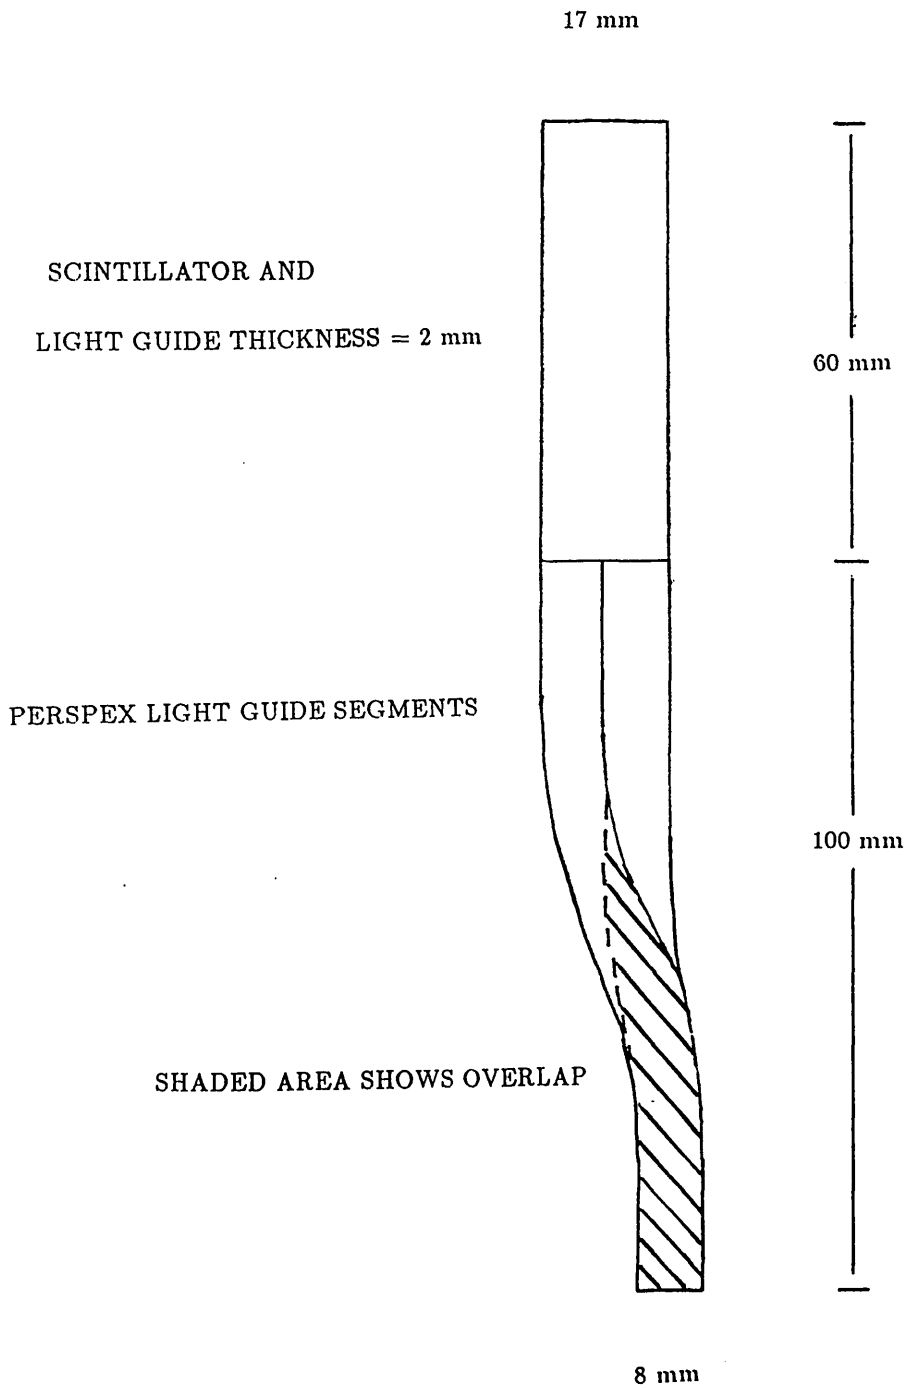 17 mm
SCINTILLATOR AND
LIGHT GUIDE THICKNESS = 2 mm
60 mm
PERSPEX LIGHT GUIDE SEGMENTS
100 mm
SHADED AREA SHOWS OVERLAP
8 mm